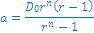 a = D₀rⁿ(r − 1) / rⁿ − 1